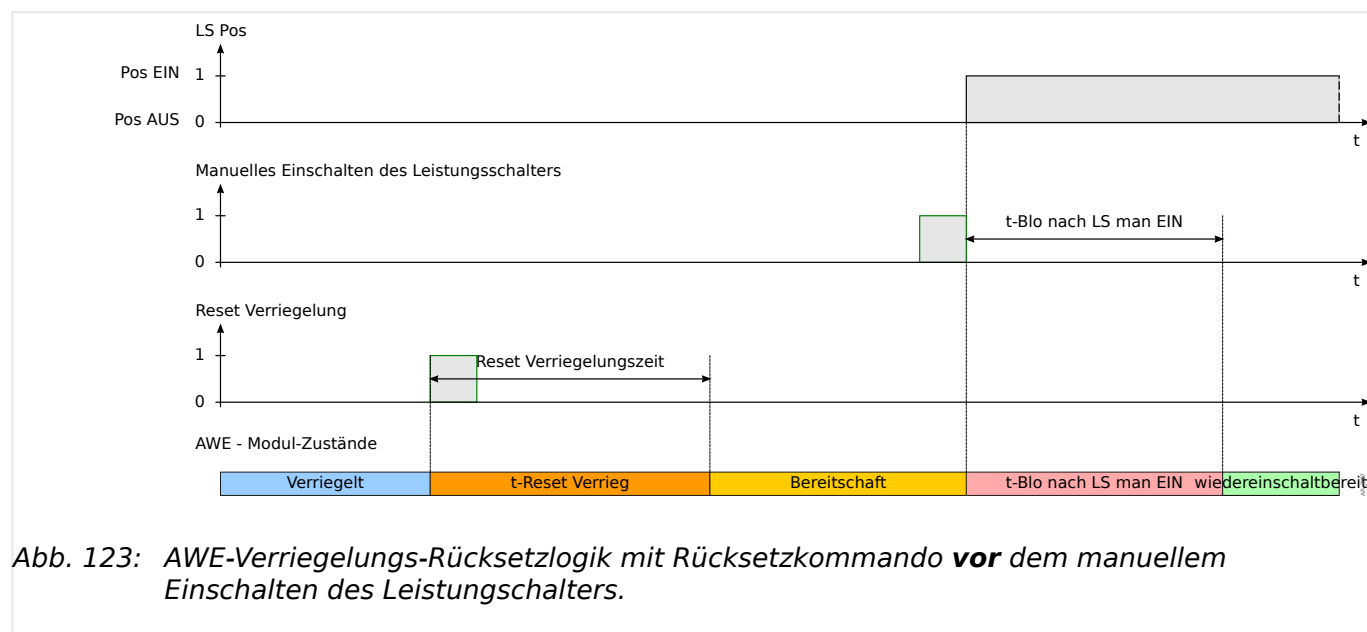 LS Pos
Pos EIN 1
Pos AUS 0
t
Manuelles Einschalten des Leistungsschalters
1
t-Blo nach LS man EIN
0
t
Reset Verriegelung
1
Reset Verriegelungszeit
0
t
AWE - Modul-Zustände
Verriegelt t-Reset Verrieg Bereitschaft t-Blo nach LS man EIN wiedereinschaltbereit
Abb. 123: AWE-Verriegelungs-Rücksetzlogik mit Rücksetzkommando vor dem manuellem
Einschalten des Leistungschalters.